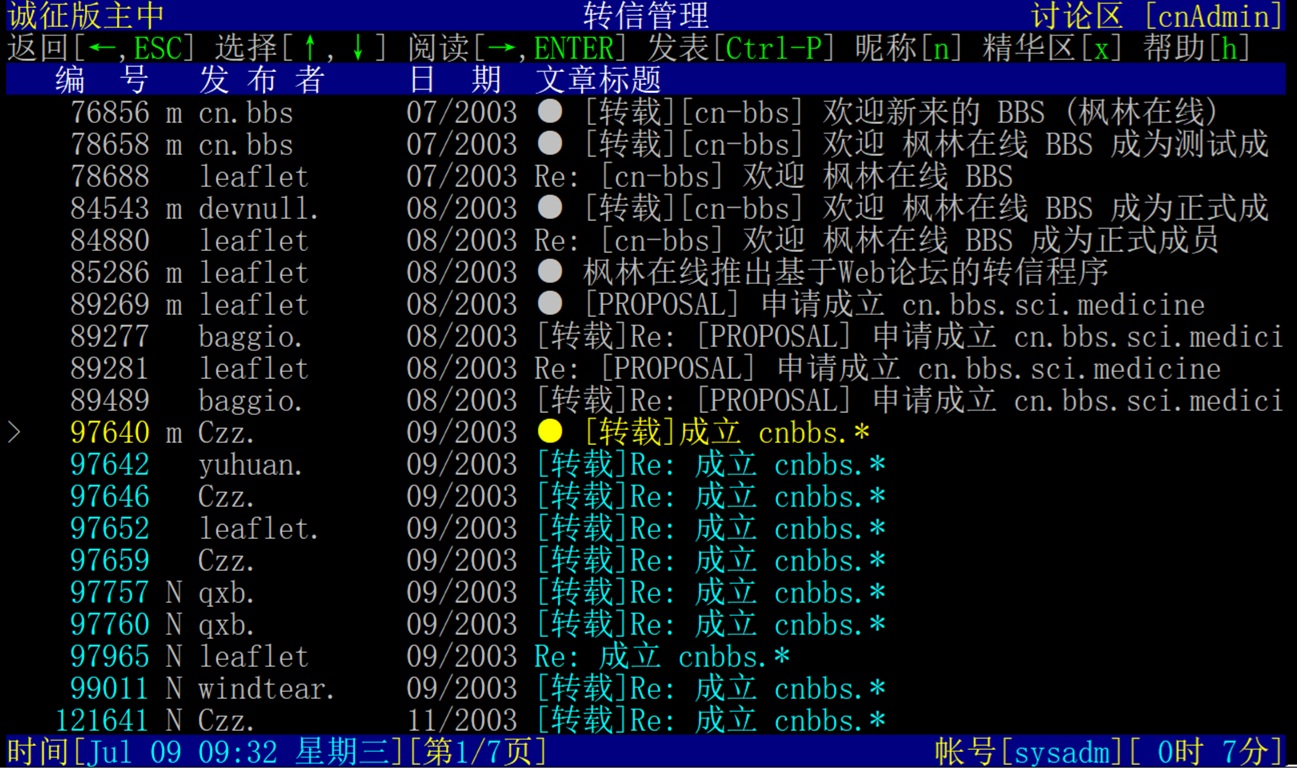 诚征版主中 转信管理 讨论区 [cnAdmin]
返回[←,ESC] 选择[↑,↓] 阅读[→,ENTER] 发表[Ctrl-P] 昵称[n] 精华区[x] 帮助[h]
编 号 发 布 者 日 期 文章标题
76856 m cn.bbs 07/2003 ● [转载][cn-bbs] 欢迎新来的 BBS (枫林在线)
78658 m cn.bbs 07/2003 ● [转载][cn-bbs] 欢迎 枫林在线 BBS 成为测试成
78688 leaflet 07/2003 Re: [cn-bbs] 欢迎 枫林在线 BBS
84543 m devnull. 08/2003 ● [转载][cn-bbs] 欢迎 枫林在线 BBS 成为正式成
84880 leaflet 08/2003 Re: [cn-bbs] 欢迎 枫林在线 BBS 成为正式成员
85286 m leaflet 08/2003 ● 枫林在线推出基于Web论坛的转信程序
89269 m leaflet 08/2003 ● [PROPOSAL] 申请成立 cn.bbs.sci.medicine
89277 baggio. 08/2003 [转载]Re: [PROPOSAL] 申请成立 cn.bbs.sci.medici
89281 leaflet 08/2003 Re: [PROPOSAL] 申请成立 cn.bbs.sci.medicine
89489 baggio. 08/2003 [转载]Re: [PROPOSAL] 申请成立 cn.bbs.sci.medici
> 97640 m Czz. 09/2003 ● [转载]成立 cnbbs.*
97642 yuhuan. 09/2003 [转载]Re: 成立 cnbbs.*
97646 Czz. 09/2003 [转载]Re: 成立 cnbbs.*
97652 leaflet. 09/2003 [转载]Re: 成立 cnbbs.*
97659 Czz. 09/2003 [转载]Re: 成立 cnbbs.*
97757 N qxb. 09/2003 [转载]Re: 成立 cnbbs.*
97760 N qxb. 09/2003 [转载]Re: 成立 cnbbs.*
97965 N leaflet 09/2003 Re: 成立 cnbbs.*
99011 N windtear. 09/2003 [转载]Re: 成立 cnbbs.*
121641 N Czz. 11/2003 [转载]Re: 成立 cnbbs.*
时间[Jul 09 09:32 星期三][第1/7页] 帐号[sysadm][ 0时 7分]